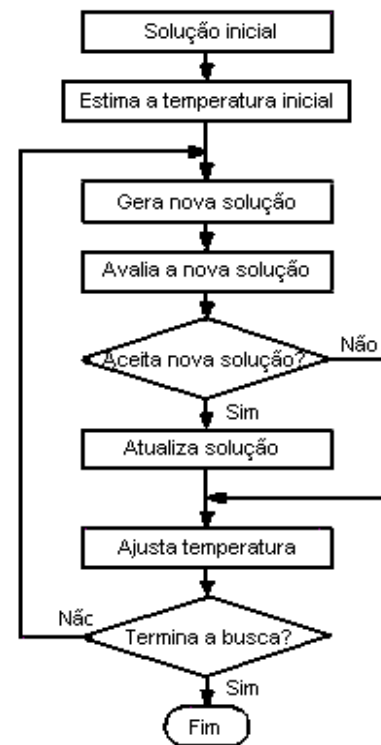 Solução inicial
Estima a temperatura inicial
Gera nova solução
Avalia a nova solução
Aceita nova solução?
Não
Sim
Atualiza solução
Ajusta temperatura
Não
Termina a busca?
Sim
Fim